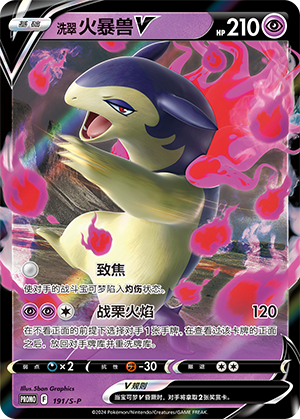 基础
洗翠 火暴兽V HP210
致焦
使对手的战斗宝可梦陷入灼伤状态。
战栗火焰 120
在不看正面的前提下选择对手1张手牌，在查看过该卡牌的正面
之后，放回对手牌库并重洗牌库。
弱点 ×2 抵抗力 -30 撤退
Illus. 5ban Graphics
V规则
当宝可梦V昏厥时，对手将拿取2张奖赏卡。
PROMO F 191/S-P
©2024 Pokémon/Nintendo/Creatures/GAME FREAK